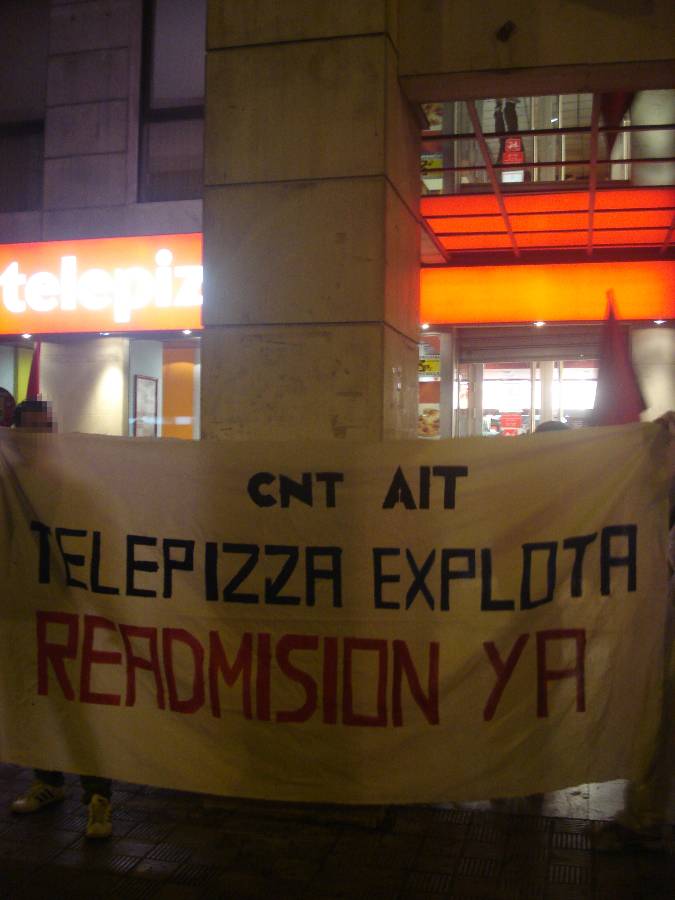 telepiz
CNT AIT
TELEPIZZA EXPLOTA
READMISION YA